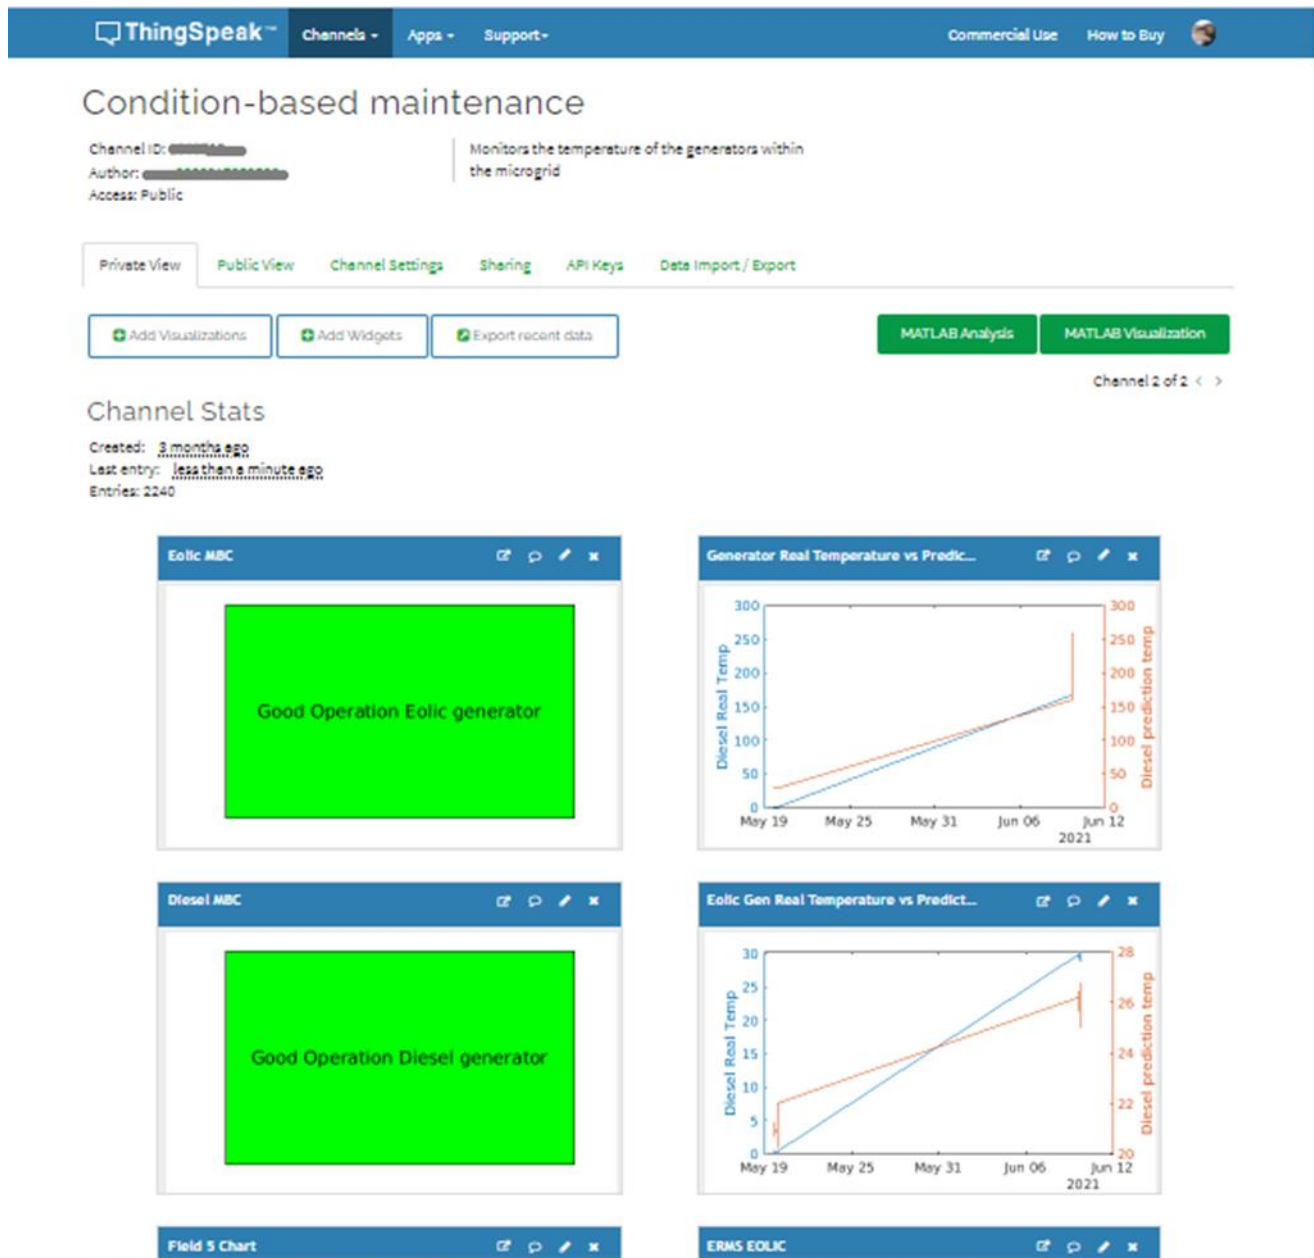 ThingSpeak™ Channels Apps Support Commercial Use How to Buy
Condition-based maintenance
Channel ID:
Author:
Access: Public
Monitors the temperature of the generators within
the microgrid
Private View Public View Channel Settings Sharing API Keys Data Import / Export
Add Visualizations Add Widgets Export recent data MATLAB Analysis MATLAB Visualization
Channel 2 of 2 < >
Channel Stats
Created: 3 months ago
Last entry: less than a minute ago
Entries: 2240
Eolic MBC
Good Operation Eolic generator
Generator Real Temperature vs Predic...
Diesel Real Temp
300
250
200
150
100
50
0
300
250
200
150
100
50
0
Diesel prediction temp
May 19 May 25 May 31 Jun 06 Jun 12
2021
Diesel MBC
Good Operation Diesel generator
Eolic Gen Real Temperature vs Predict...
Diesel Real Temp
30
25
20
15
10
5
0
28
26
24
22
20
Diesel prediction temp
May 19 May 25 May 31 Jun 06 Jun 12
2021
Field 5 Chart
ERMS EOLIC